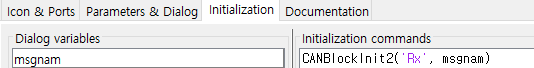 Icon & Ports Parameters & Dialog Initialization Documentation
Dialog variables Initialization commands
msgnam CANBlockInit2('Rx', msgnam)